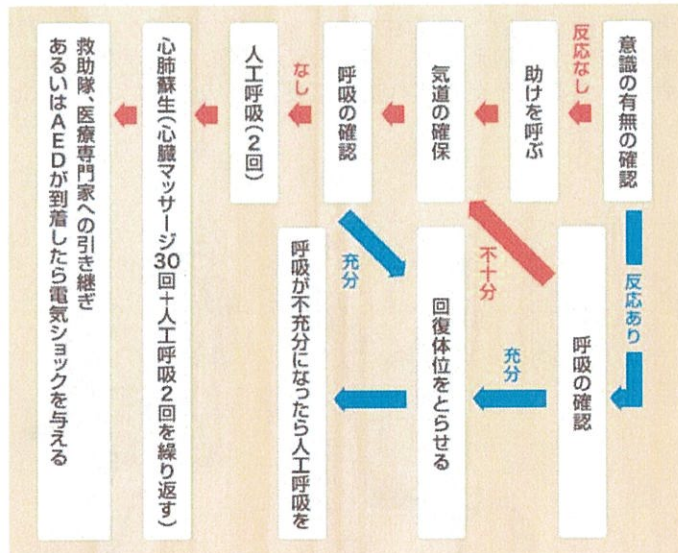 意識の有無の確認
反応なし
助けを呼ぶ
気道の確保
呼吸の確認
なし
人工呼吸(2回)
心肺蘇生(心臓マッサージ30回+人工呼吸2回を繰り返す)
救助隊、医療専門家への引き継ぎ
あるいはAEDが到着したら電気ショックを与える
反応あり
呼吸の確認
不十分
充分
回復体位をとらせる
充分
呼吸が不充分になったら人工呼吸を